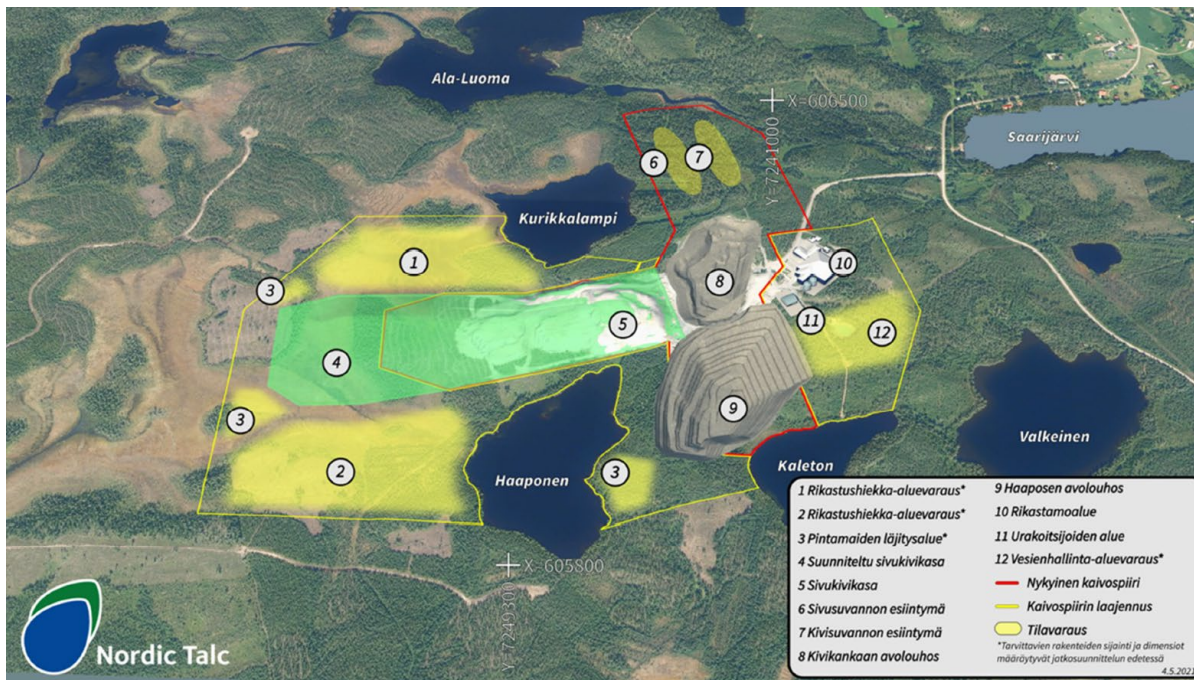 Ala-Luoma
X=606500
Y 7241000
Saarijärvi
6
7
Kurikkalampi
1
8
10
3
5
11
12
4
3
9
Valkeinen
2
Haaponen
3
Kaleton
X=605800
Y 7249300
1 Rikastushiekka-aluevaraus*
2 Rikastushiekka-aluevaraus*
3 Pintamaiden läjitysalue*
4 Suunniteltu sivukivikasa
5 Sivukivikasa
6 Sivusuvannon esiintymä
7 Kivisuvannon esiintymä
8 Kivikankaan avolouhos
9 Haaposen avolouhos
10 Rikastamoalue
11 Urakoitsijoiden alue
12 Vesienhallinta-aluevaraus*
Nykyinen kaivospiiri
Kaivospiirin laajennus
Tilavaraus
*Tarvittavien rakenteiden sijainti ja dimensiot
määräytyvät jatkosuunnittelun edetessä
4.5.2021
Nordic Talc